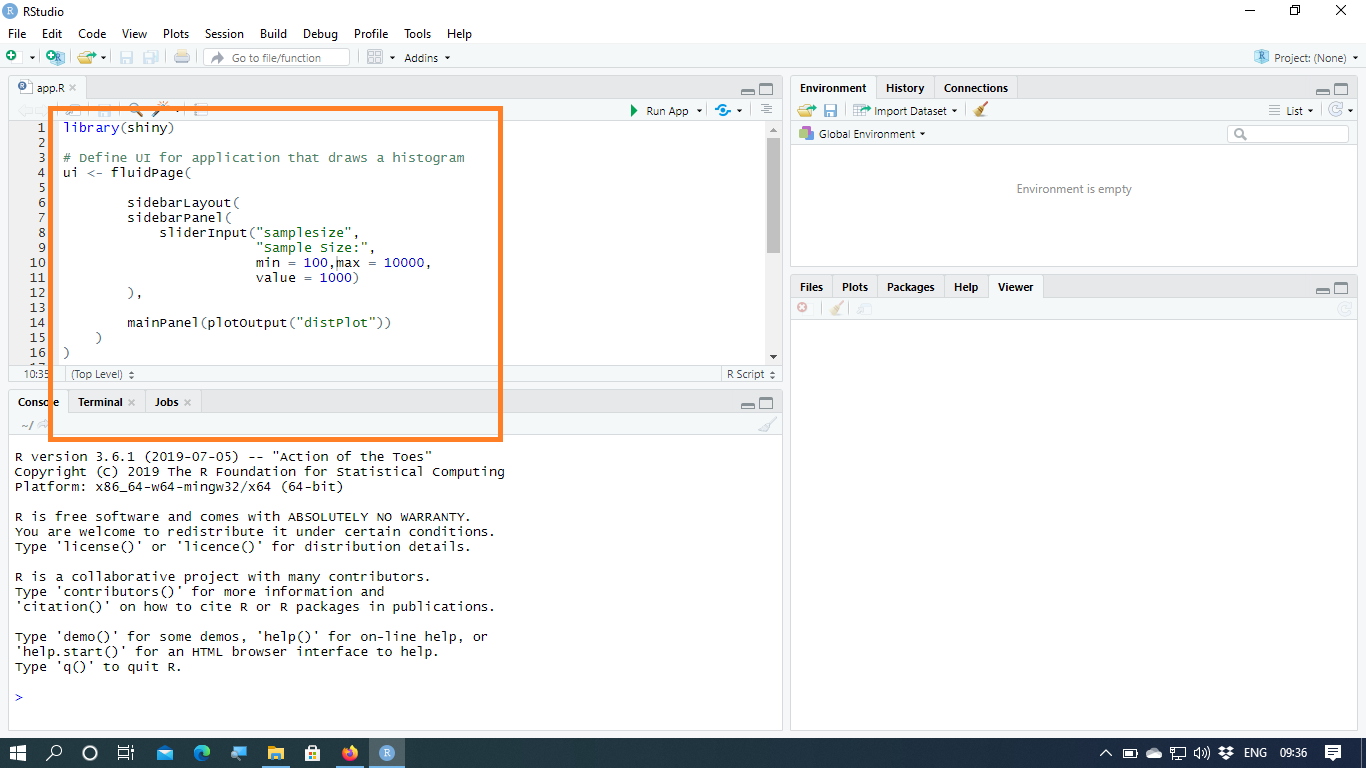 RStudio
File Edit Code View Plots Session Build Debug Profile Tools Help
Go to file/function Addins Project: (None)
app.R
Run App
1 library(shiny)
2
3 # Define UI for application that draws a histogram
4 ui <- fluidPage(
5
6 sidebarLayout(
7 sidebarPanel(
8 sliderInput("samplesize",
9 "Sample Size:",
10 min = 100,max = 10000,
11 value = 1000)
12 ),
13
14 mainPanel(plotOutput("distPlot"))
15 )
16 )
10:35 (Top Level) R Script
Console Terminal Jobs
~/
R version 3.6.1 (2019-07-05) -- "Action of the Toes"
Copyright (C) 2019 The R Foundation for Statistical Computing
Platform: x86_64-w64-mingw32/x64 (64-bit)
R is free software and comes with ABSOLUTELY NO WARRANTY.
You are welcome to redistribute it under certain conditions.
Type 'license()' or 'licence()' for distribution details.
R is a collaborative project with many contributors.
Type 'contributors()' for more information and
'citation()' on how to cite R or R packages in publications.
Type 'demo()' for some demos, 'help()' for on-line help, or
'help.start()' for an HTML browser interface to help.
Type 'q()' to quit R.
>
Environment History Connections
Import Dataset List
Global Environment
Environment is empty
Files Plots Packages Help Viewer
ENG 09:36